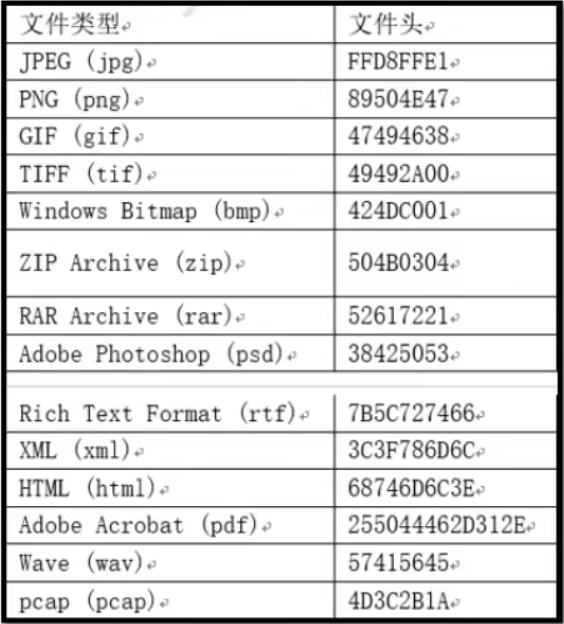 文件类型 文件头
JPEG (jpg) FFD8FFE1
PNG (png) 89504E47
GIF (gif) 47494638
TIFF (tif) 49492A00
Windows Bitmap (bmp) 424DC001
ZIP Archive (zip) 504B0304
RAR Archive (rar) 52617221
Adobe Photoshop (psd) 38425053
Rich Text Format (rtf) 7B5C727466
XML (xml) 3C3F786D6C
HTML (html) 68746D6C3E
Adobe Acrobat (pdf) 255044462D312E
Wave (wav) 57415645
pcap (pcap) 4D3C2B1A